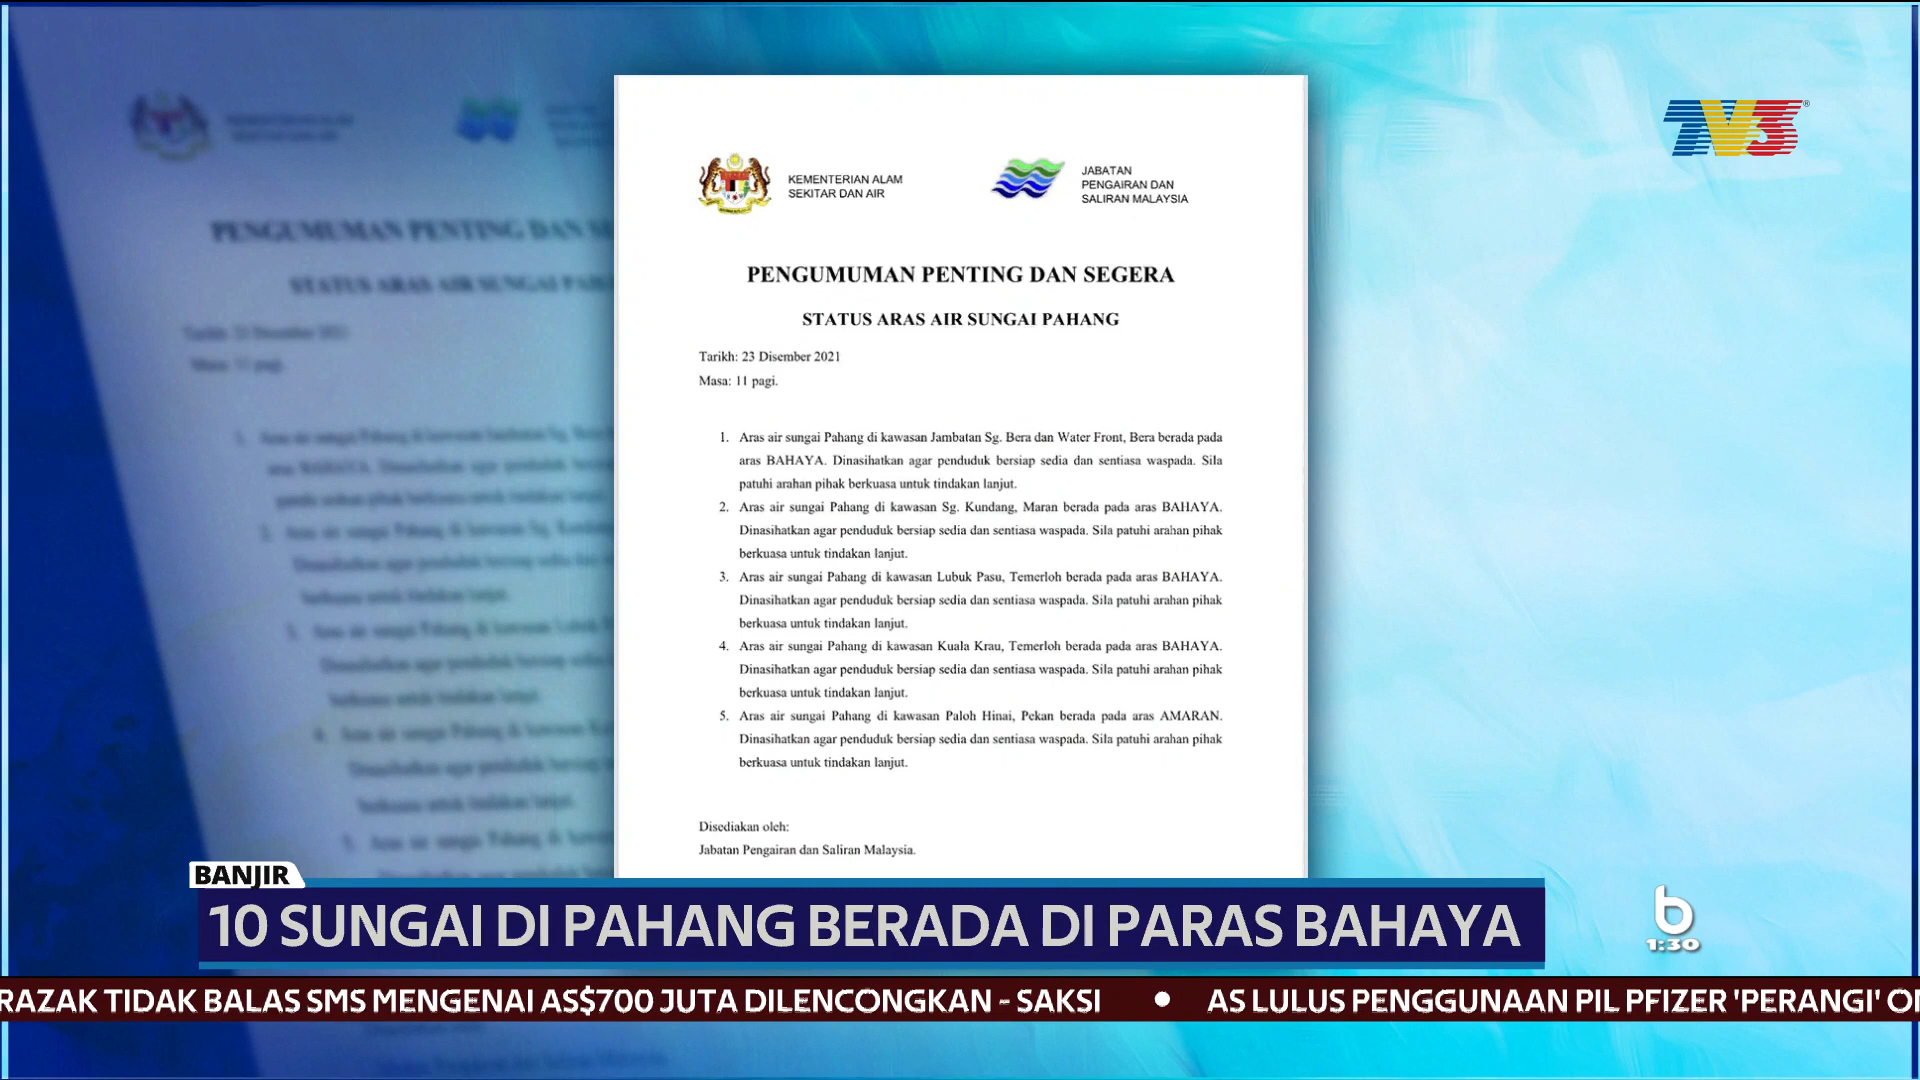 TV3
KEMENTERIAN ALAM
SEKITAR DAN AIR
JABATAN
PENGAIRAN DAN
SALIRAN MALAYSIA
PENGUMUMAN PENTING DAN SEGERA
STATUS ARAS AIR SUNGAI PAHANG
Tarikh: 23 Disember 2021
Masa: 11 pagi.
1. Aras air sungai Pahang di kawasan Jambatan Sg. Bera dan Water Front, Bera berada pada
aras BAHAYA. Dinasihatkan agar penduduk bersiap sedia dan sentiasa waspada. Sila
patuhi arahan pihak berkuasa untuk tindakan lanjut.
2. Aras air sungai Pahang di kawasan Sg. Kundang, Maran berada pada aras BAHAYA.
Dinasihatkan agar penduduk bersiap sedia dan sentiasa waspada. Sila patuhi arahan pihak
berkuasa untuk tindakan lanjut.
3. Aras air sungai Pahang di kawasan Lubuk Pasu, Temerloh berada pada aras BAHAYA.
Dinasihatkan agar penduduk bersiap sedia dan sentiasa waspada. Sila patuhi arahan pihak
berkuasa untuk tindakan lanjut.
4. Aras air sungai Pahang di kawasan Kuala Krau, Temerloh berada pada aras BAHAYA.
Dinasihatkan agar penduduk bersiap sedia dan sentiasa waspada. Sila patuhi arahan pihak
berkuasa untuk tindakan lanjut.
5. Aras air sungai Pahang di kawasan Paloh Hinai, Pekan berada pada aras AMARAN.
Dinasihatkan agar penduduk bersiap sedia dan sentiasa waspada. Sila patuhi arahan pihak
berkuasa untuk tindakan lanjut.
Disediakan oleh:
Jabatan Pengairan dan Saliran Malaysia.
BANJIR
10 SUNGAI DI PAHANG BERADA DI PARAS BAHAYA
b
1:30
RAZAK TIDAK BALAS SMS MENGENAI AS$700 JUTA DILENCONGKAN - SAKSI • AS LULUS PENGGUNAAN PIL PFIZER 'PERANGI'